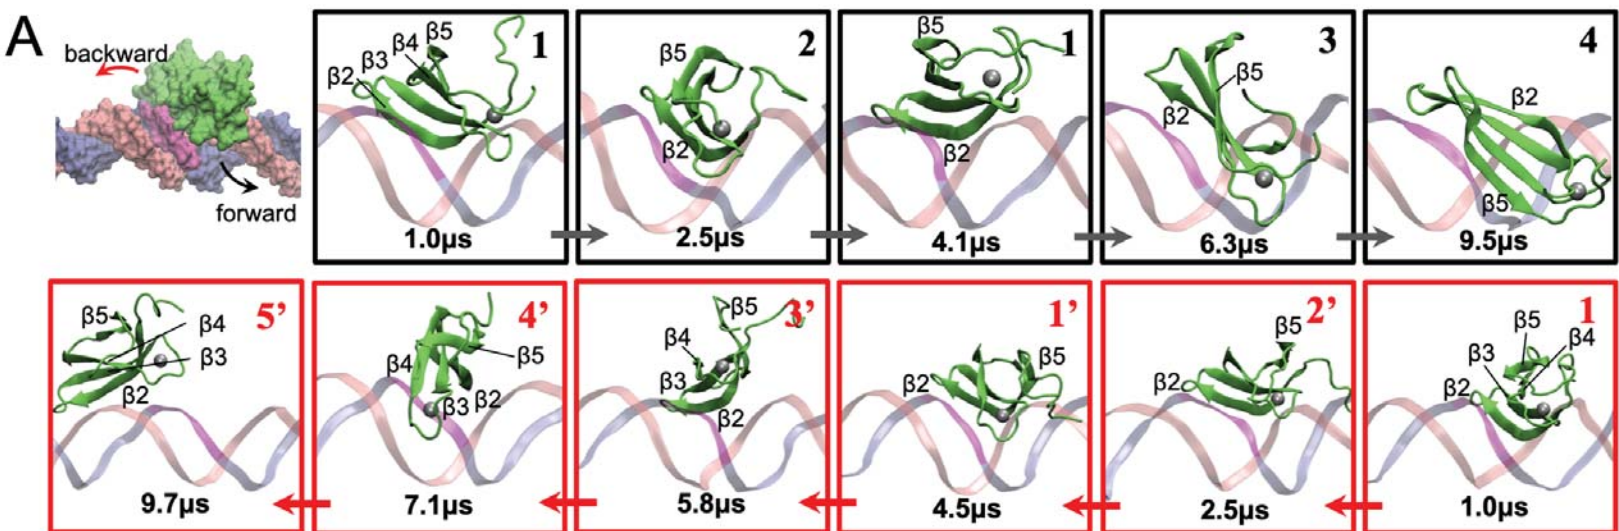 A
backward
forward
1
β2
β3
β4
β5
1.0μs
2
β5
β2
2.5μs
1
β5
β2
4.1μs
3
β5
β2
6.3μs
4
β2
β5
9.5μs
5’
β5
β4
β3
β2
9.7μs
4’
β4
β5
β3
β2
7.1μs
3’
β5
β4
β3
β2
5.8μs
1’
β5
β2
4.5μs
2’
β5
β2
2.5μs
1
β5
β4
β3
β2
1.0μs